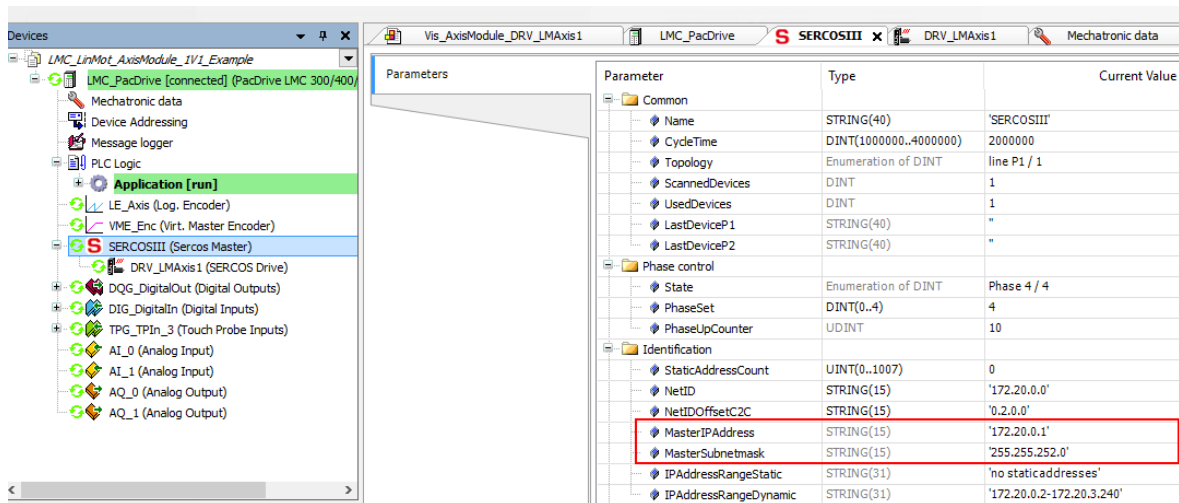 Devices
LMC_LinMot_AxisModule_1V1_Example
LMC_PacDrive [connected] (PacDrive LMC 300/400/
Mechatronic data
Device Addressing
Message logger
PLC Logic
Application [run]
LE_Axis (Log. Encoder)
VME_Enc (Virt. Master Encoder)
SERCOSIII (Sercos Master)
DRV_LMAxis1 (SERCOS Drive)
DQG_DigitalOut (Digital Outputs)
DIG_DigitalIn (Digital Inputs)
TPG_TPIn_3 (Touch Probe Inputs)
AI_0 (Analog Input)
AI_1 (Analog Input)
AQ_0 (Analog Output)
AQ_1 (Analog Output)
Vis_AxisModule_DRV_LMAxis1 LMC_PacDrive SERCOSIII DRV_LMAxis1 Mechatronic data
Parameters
Parameter Type Current Value
Common
Name STRING(40) 'SERCOSIII'
CycleTime DINT(1000000..4000000) 2000000
Topology Enumeration of DINT line P1 / 1
ScannedDevices DINT 1
UsedDevices DINT 1
LastDeviceP1 STRING(40) ''
LastDeviceP2 STRING(40) ''
Phase control
State Enumeration of DINT Phase 4 / 4
PhaseSet DINT(0..4) 4
PhaseUpCounter UDINT 10
Identification
StaticAddressCount UINT(0..1007) 0
NetID STRING(15) '172.20.0.0'
NetIDOffsetC2C STRING(15) '0.2.0.0'
MasterIPAddress STRING(15) '172.20.0.1'
MasterSubnetmask STRING(15) '255.255.252.0'
IPAddressRangeStatic STRING(31) 'no staticaddresses'
IPAddressRangeDynamic STRING(31) '172.20.0.2-172.20.3.240'